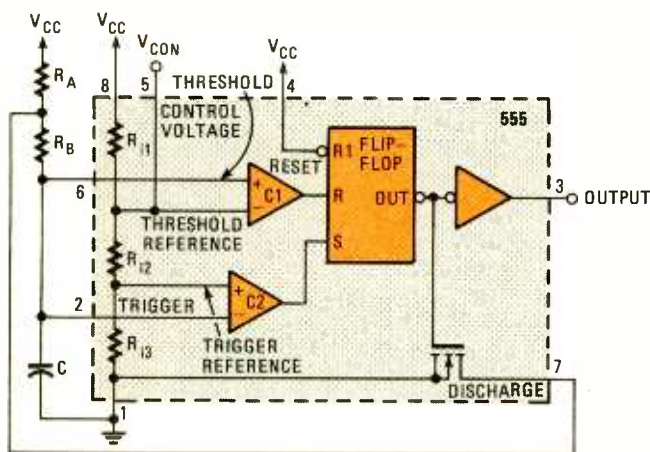 VCC
VCC
VCON
VCC
RA
RB
8
5
4
THRESHOLD
CONTROL
VOLTAGE
555
Ri1
R1
FLIP-
FLOP
RESET
6
+
C1
−
R
OUT
3
OUTPUT
THRESHOLD
REFERENCE
S
Ri2
+
C2
−
2
TRIGGER
TRIGGER
REFERENCE
Ri3
C
7
DISCHARGE
1